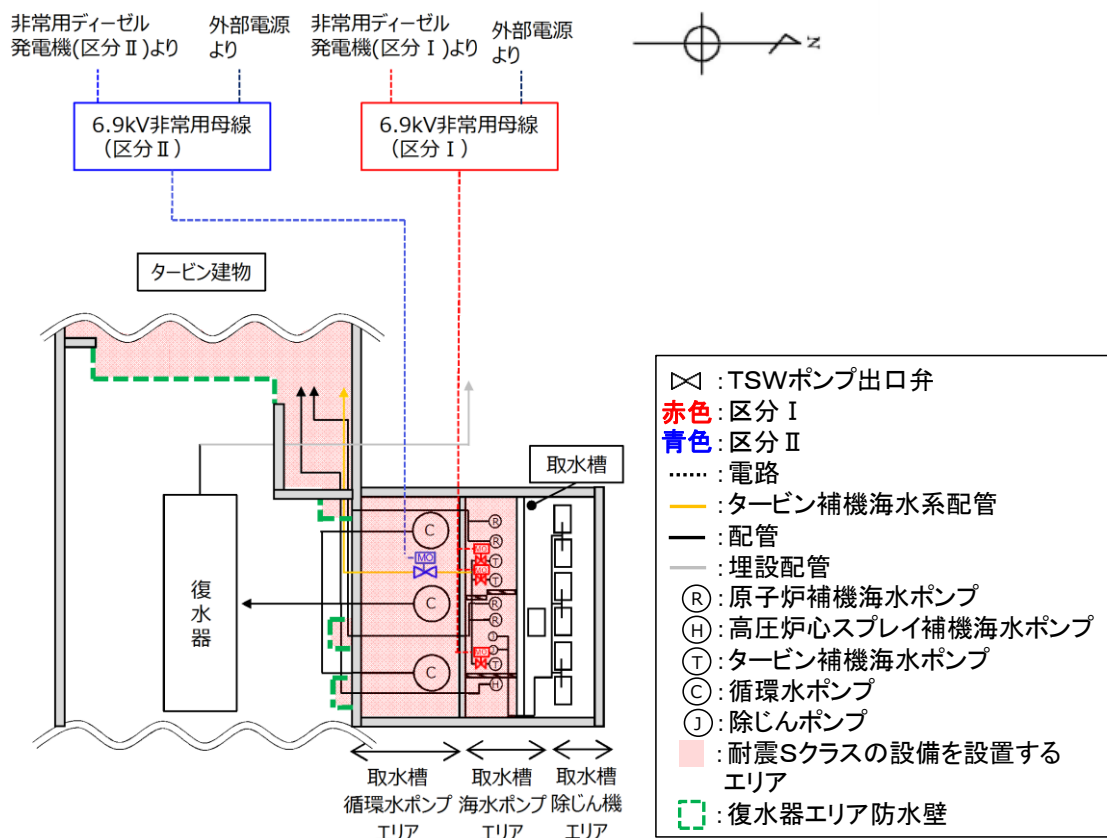 非常用ディーゼル
発電機(区分Ⅱ)より
外部電源
より
非常用ディーゼル
発電機(区分Ⅰ)より
外部電源
より
N
6.9kV非常用母線
(区分Ⅱ)
6.9kV非常用母線
(区分Ⅰ)
タービン建物
取水槽
復水器
C
C
C
MO
MO
MO
MO
R
R
T
T
R
R
J
J
T
H
取水槽
循環水ポンプ
エリア
取水槽
海水ポンプ
エリア
取水槽
除じん機
エリア
:TSWポンプ出口弁
赤色:区分Ⅰ
青色:区分Ⅱ
:電路
:タービン補機海水系配管
:配管
:埋設配管
R:原子炉補機海水ポンプ
H:高圧炉心スプレイ補機海水ポンプ
T:タービン補機海水ポンプ
C:循環水ポンプ
J:除じんポンプ
:耐震Sクラスの設備を設置する
エリア
:復水器エリア防水壁